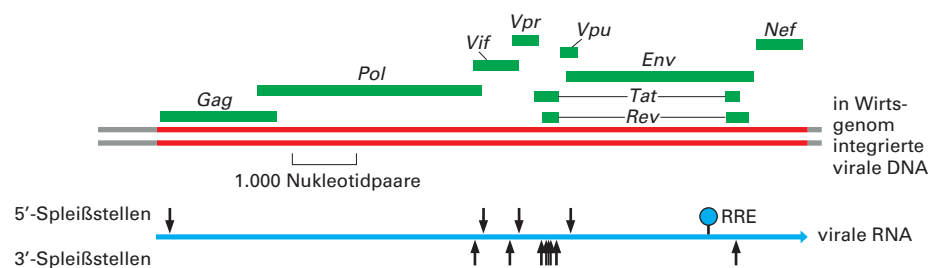 Nef
Vpr
Vpu
Vif
Env
Pol
Tat
Gag
Rev
in Wirts-
genom
integrierte
virale DNA
1.000 Nukleotidpaare
5′-Spleißstellen
RRE
virale RNA
3′-Spleißstellen